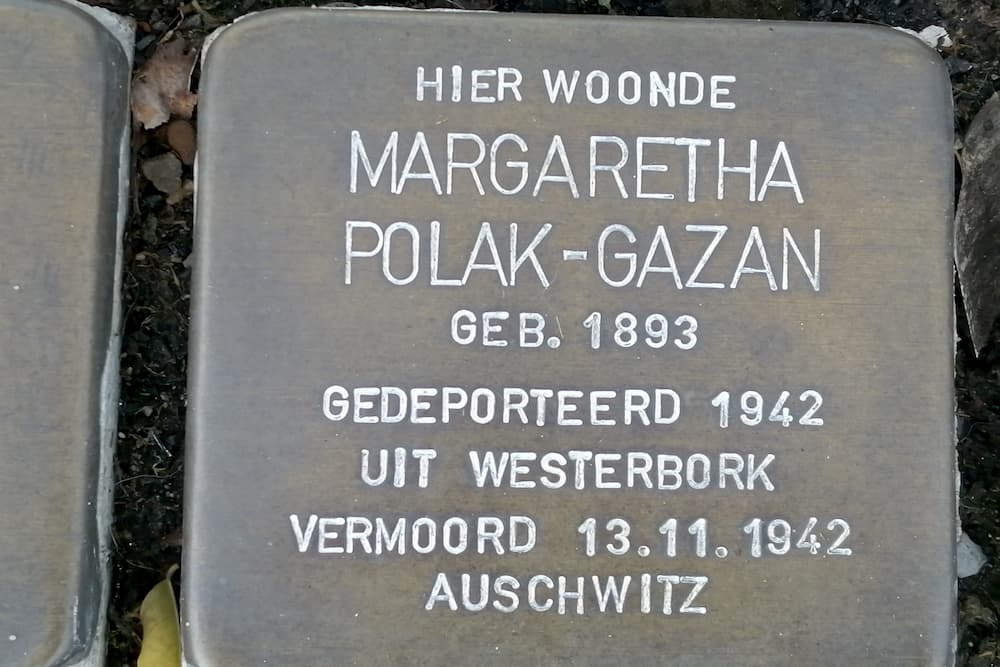 HIER WOONDE
MARGARETHA
POLAK-GAZAN
GEB. 1893
GEDEPORTEERD 1942
UIT WESTERBORK
VERMOORD 13.11.1942
AUSCHWITZ